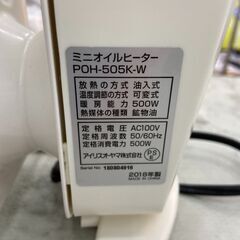 ミニオイルヒーター
POH-505K-W
放熱の方式 油入式
温度調節の方式 可変式
暖房能力 500W
熱媒体の種類 鉱物油
定格電圧 AC100V
定格周波数 50/60Hz
定格消費電力 500W
アイリスオーヤマ株式会社
PS
E
Serial No.
2016年製
MADE IN CHINA